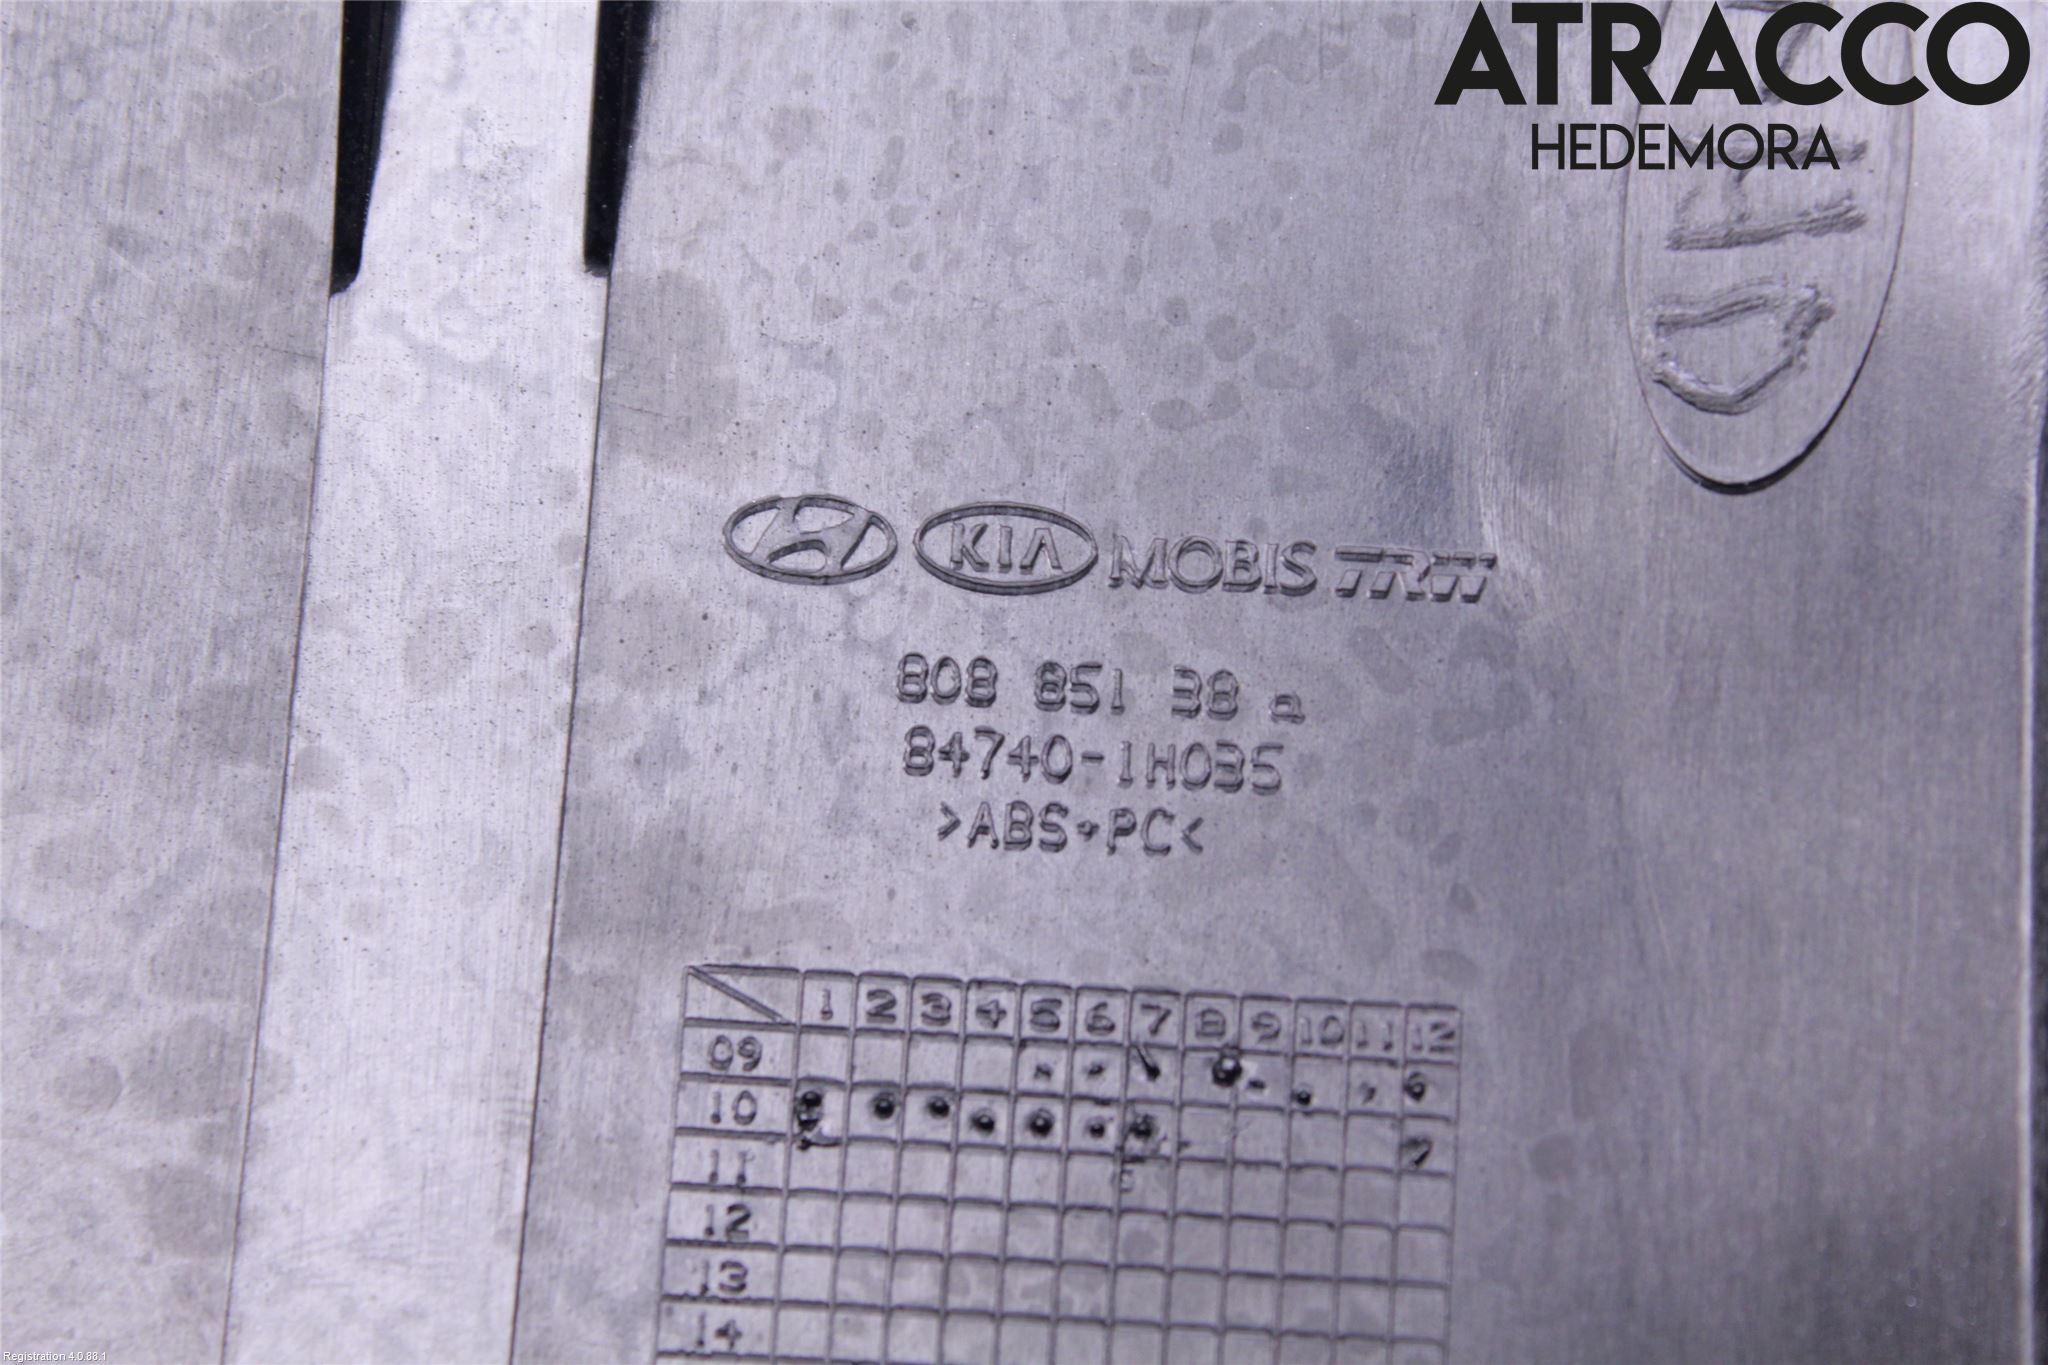 ATRACCO
HEDEMORA
KIA MOBIS TRW
808 851 38 a
84740-1H035
>ABS+PC<
1 2 3 4 5 6 7 8 9 10 11 12
09
10
11
12
13
14
Registration 4.0.88.1